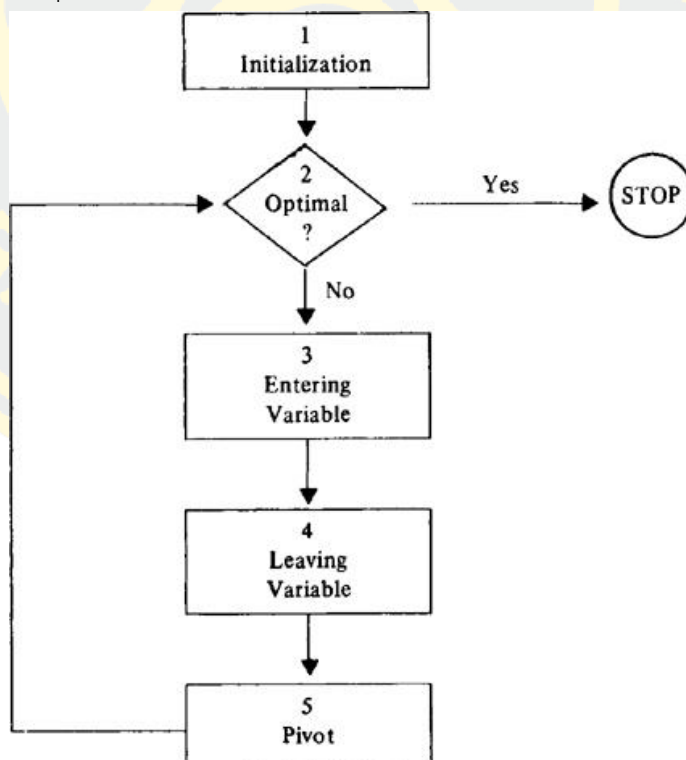 1
Initialization
2
Optimal
?
Yes
STOP
No
3
Entering
Variable
4
Leaving
Variable
5
Pivot